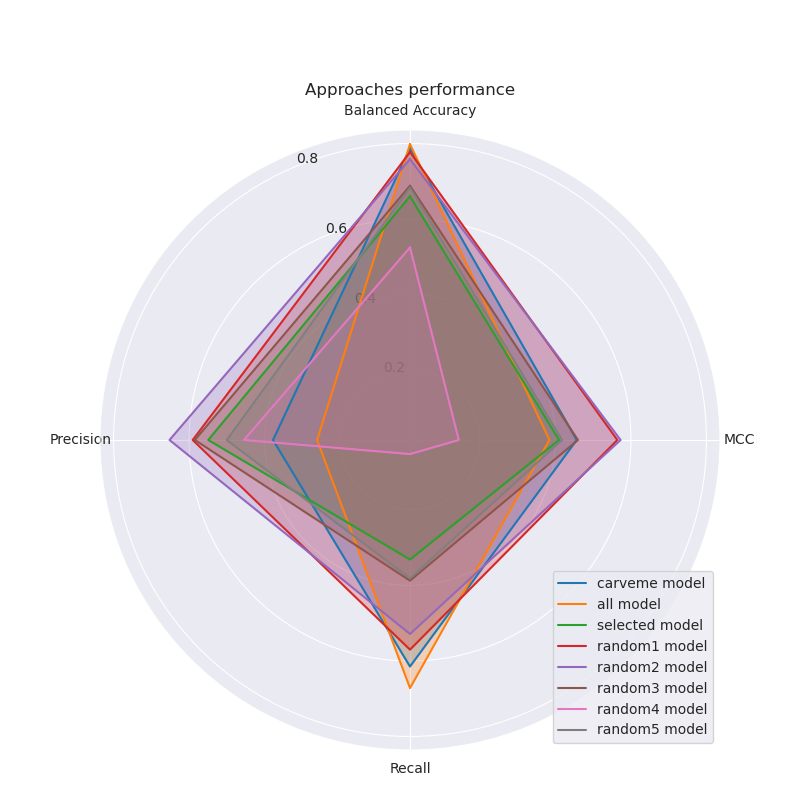 Approaches performance
Balanced Accuracy
0.8
0.6
0.4
0.2
Precision
MCC
Recall
carveme model
all model
selected model
random1 model
random2 model
random3 model
random4 model
random5 model